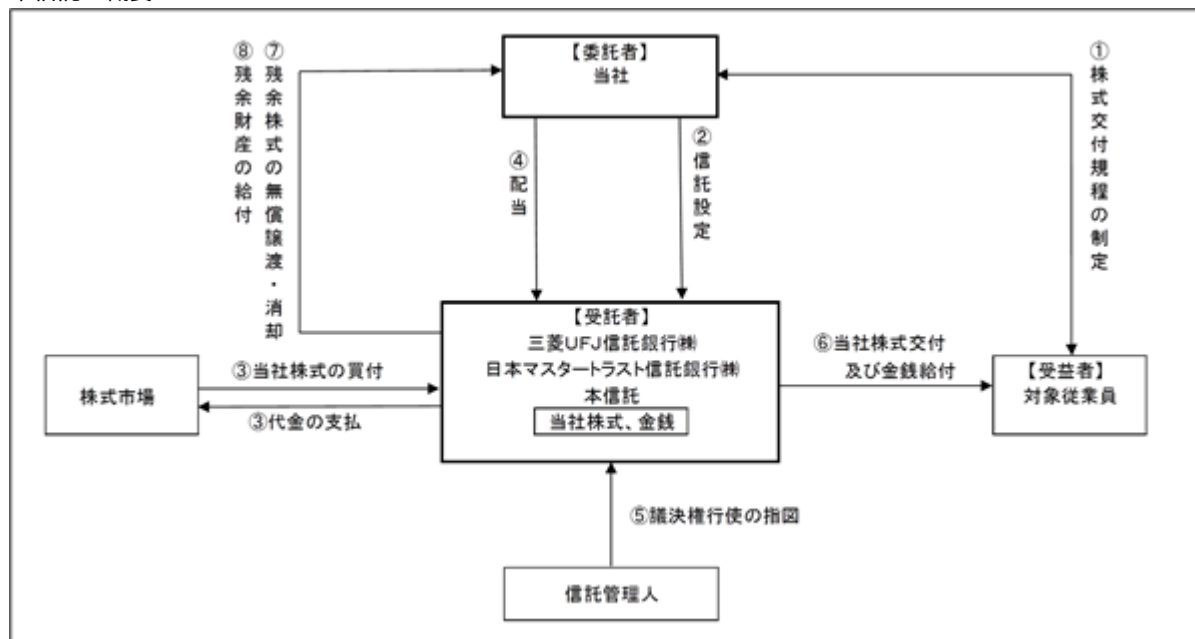 ⑧残余財産の給付
⑦残余株式の無償譲渡・消却
【委託者】
当社
①株式交付規程の制定
④配当
②信託設定
【受託者】
三菱UFJ信託銀行㈱
日本マスタートラスト信託銀行㈱
本信託
当社株式、金銭
株式市場
③当社株式の買付
③代金の支払
⑥当社株式交付
及び金銭給付
【受益者】
対象従業員
⑤議決権行使の指図
信託管理人